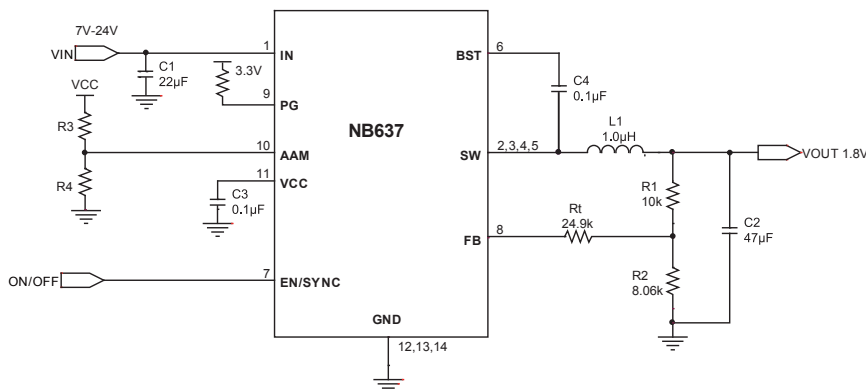 7V-24V
VIN
1
IN
C1
22µF
3.3V
9
PG
VCC
R3
10
AAM
R4
11
VCC
C3
0.1µF
ON/OFF
7
EN/SYNC
NB637
GND
12,13,14
6
BST
C4
0.1µF
L1
1.0µH
SW
2,3,4,5
VOUT 1.8V
R1
10k
8
FB
Rt
24.9k
C2
47µF
R2
8.06k